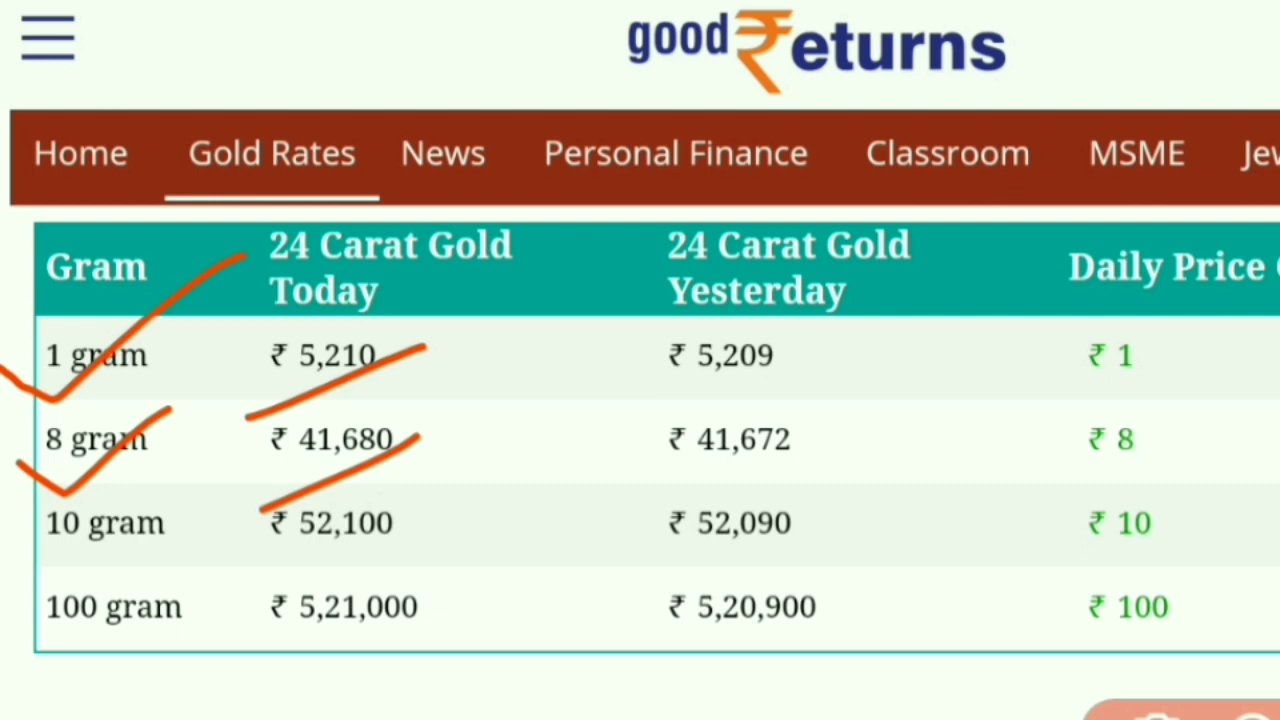 good ₹eturns
Home Gold Rates News Personal Finance Classroom MSME
Gram 24 Carat Gold Today 24 Carat Gold Yesterday Daily Price
1 gram ₹ 5,210 ₹ 5,209 ₹ 1
8 gram ₹ 41,680 ₹ 41,672 ₹ 8
10 gram ₹ 52,100 ₹ 52,090 ₹ 10
100 gram ₹ 5,21,000 ₹ 5,20,900 ₹ 100